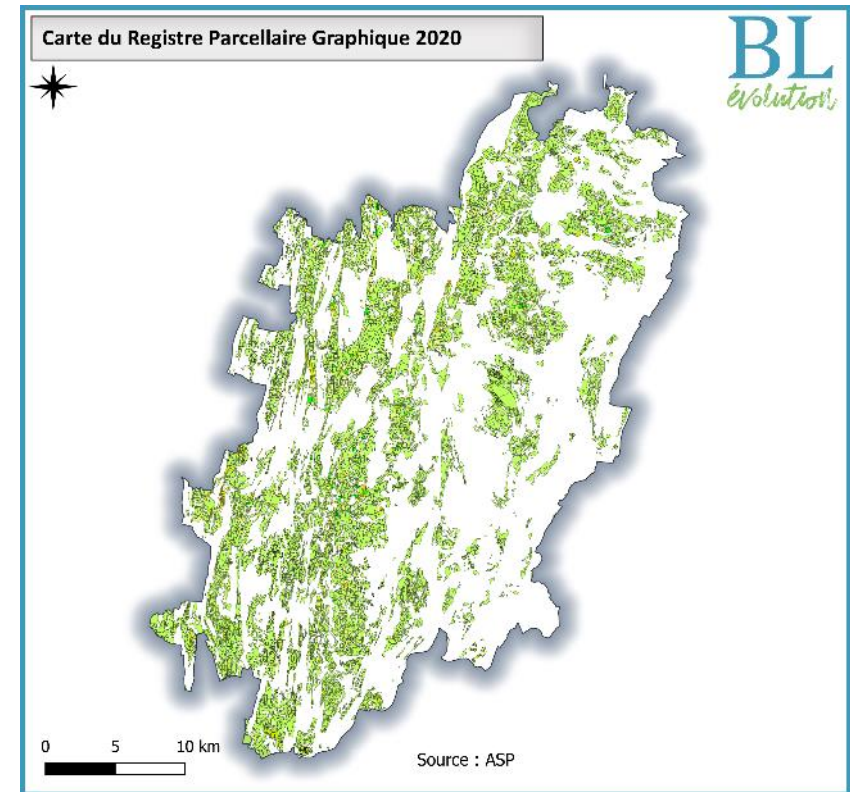 Carte du Registre Parcellaire Graphique 2020
BL
évolution
0 5 10 km
Source : ASP